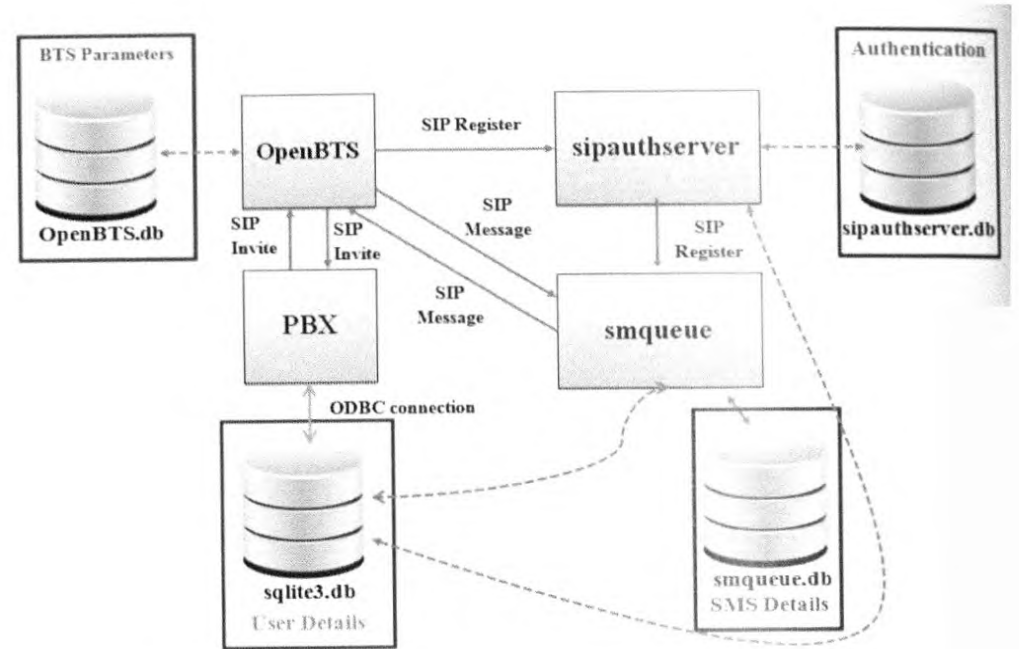 BTS Parameters
OpenBTS.db
OpenBTS
SIP Register
sipauthserver
Authentication
sipauthserver.db
SIP
Invite
SIP
Invite
SIP
Message
SIP
Register
SIP
Message
PBX
smqueue
ODBC connection
sqlite3.db
User Details
smqueue.db
SMS Details